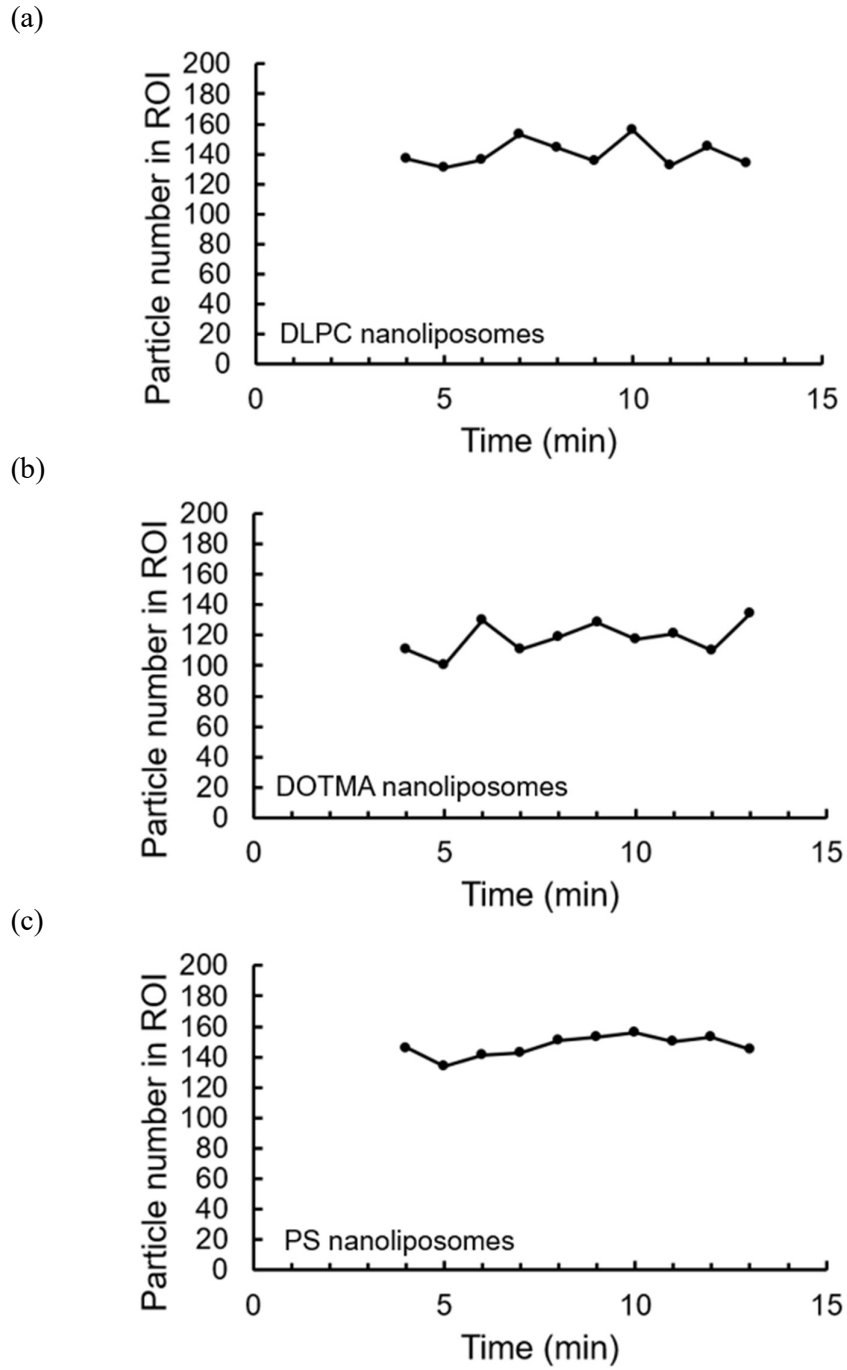 (a)
Particle number in ROI
200
180
160
140
120
100
80
60
40
20
0
DLPC nanoliposomes
0 5 10 15
Time (min)
(b)
Particle number in ROI
200
180
160
140
120
100
80
60
40
20
0
DOTMA nanoliposomes
0 5 10 15
Time (min)
(c)
Particle number in ROI
200
180
160
140
120
100
80
60
40
20
0
PS nanoliposomes
0 5 10 15
Time (min)